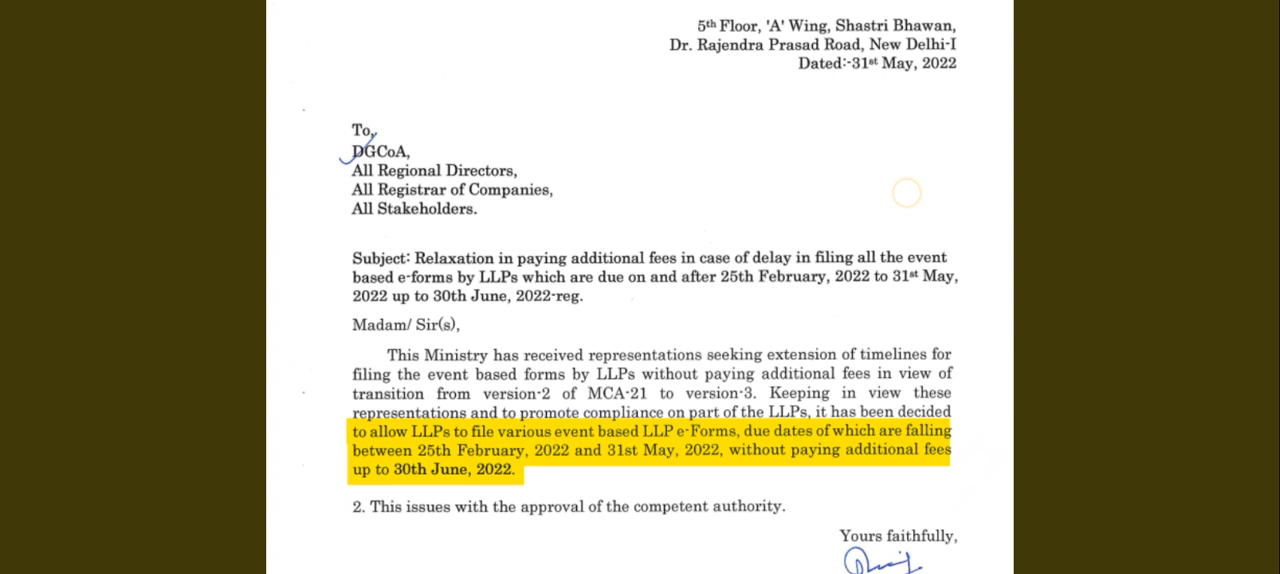 5th Floor, 'A' Wing, Shastri Bhawan,
Dr. Rajendra Prasad Road, New Delhi-I
Dated:-31st May, 2022
To,
DGCoA,
All Regional Directors,
All Registrar of Companies,
All Stakeholders.
Subject: Relaxation in paying additional fees in case of delay in filing all the event
based e-forms by LLPs which are due on and after 25th February, 2022 to 31st May,
2022 up to 30th June, 2022-reg.
Madam/ Sir(s),
This Ministry has received representations seeking extension of timelines for
filing the event based forms by LLPs without paying additional fees in view of
transition from version-2 of MCA-21 to version-3. Keeping in view these
representations and to promote compliance on part of the LLPs, it has been decided
to allow LLPs to file various event based LLP e-Forms, due dates of which are falling
between 25th February, 2022 and 31st May, 2022, without paying additional fees
up to 30th June, 2022.
2. This issues with the approval of the competent authority.
Yours faithfully,